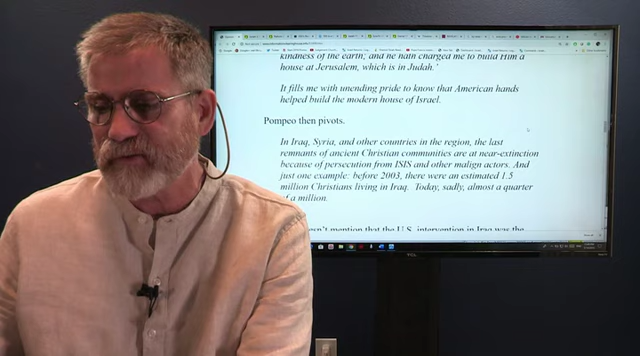 kindness of the earth; and he hath charged me to build Him a
house at Jerusalem, which is in Judah.'
It fills me with unending pride to know that American hands
helped build the modern house of Israel.
Pompeo then pivots.
In Iraq, Syria, and other countries in the region, the last
remnants of ancient Christian communities are at near-extinction
because of persecution from ISIS and other malign actors. And
just one example: before 2003, there were an estimated 1.5
million Christians living in Iraq. Today, sadly, almost a quarter
of a million.
esn't mention that the U.S. intervention in Iraq was the
TCL